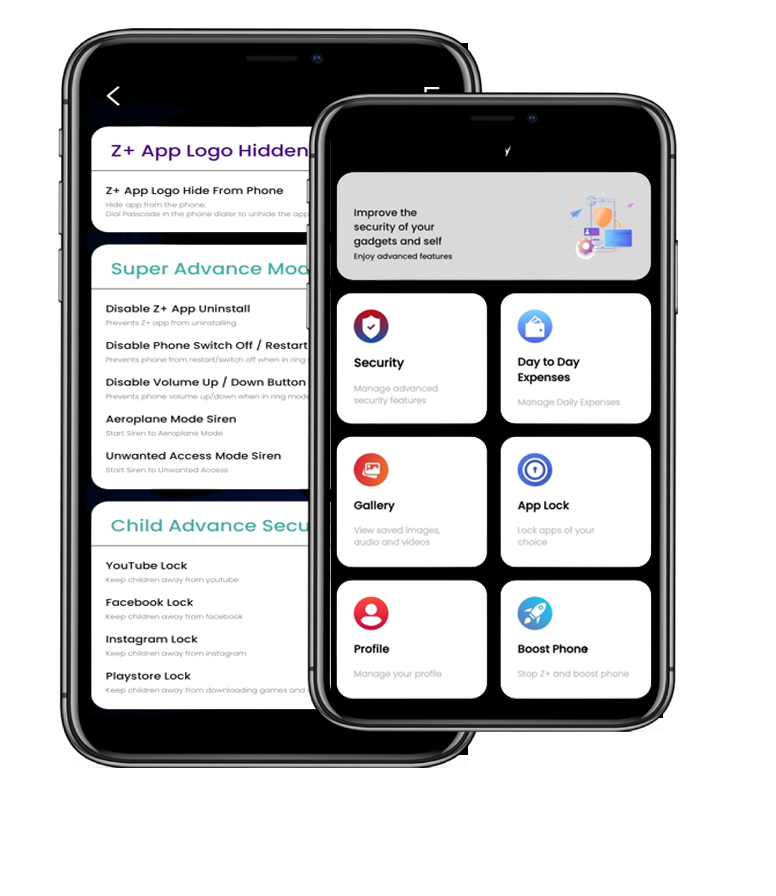 Z+ App Logo Hidden
Z+ App Logo Hide From Phone
Hide app from the phone.
Dial Passcode in the phone dialer to unhide the app
Super Advance
Disable Z+ App Uninstall
Prevents Z+ app from uninstalling
Disable Phone Switch Off / Restart
Prevents phone from restart/switch off when in ring
Disable Volume Up / Down Button
Prevents phone volume up/down when in ring mode
Aeroplane Mode Siren
Start Siren to Aeroplane Mode
Unwanted Access Mode Siren
Start Siren to Unwanted Access
Child Advance Secu
YouTube Lock
Keep children away from youtube
Facebook Lock
Keep children away from facebook
Instagram Lock
Keep children away from instagram
Playstore Lock
Keep children away from downloading games and
y
Improve the
security of your
gadgets and self
Enjoy advanced features
Security
Manage advanced
security features
Day to Day
Expenses
Manage Daily Expenses
Gallery
View saved images,
audio and videos
App Lock
Lock apps of your
choice
Profile
Manage your profile
Boost Phone
Stop Z+ and boost phone